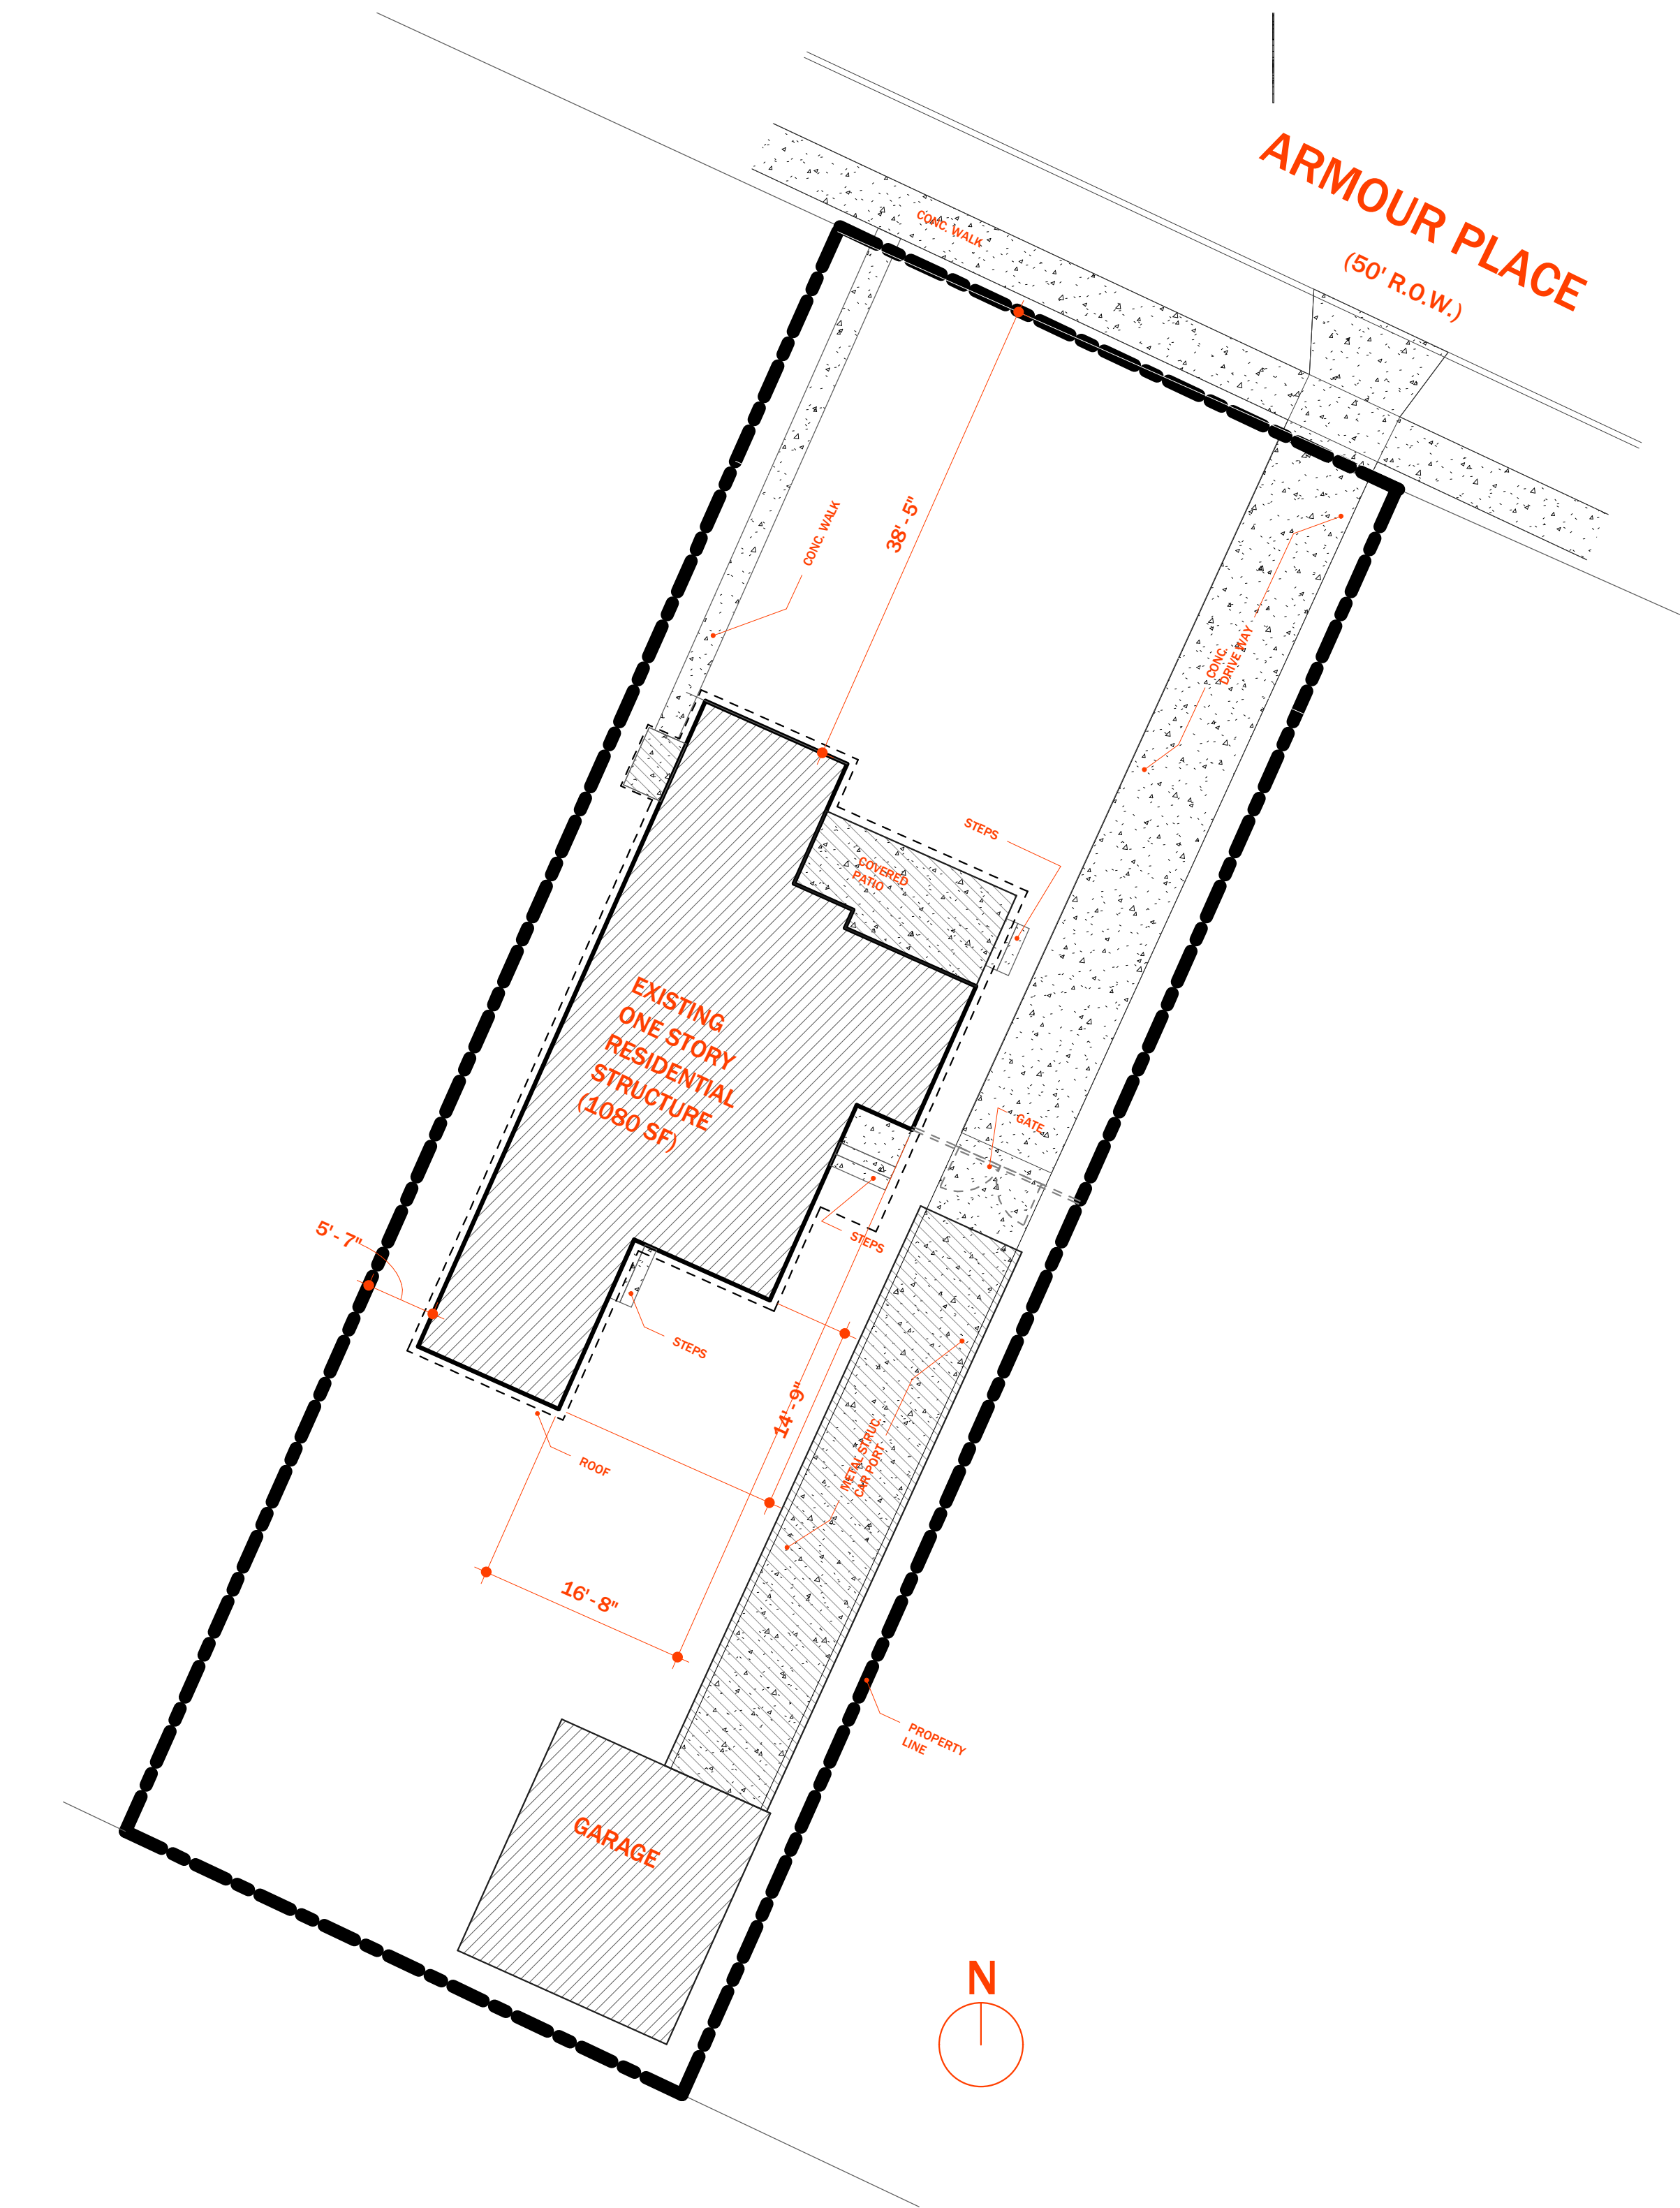 ARMOUR PLACE
(50' R.O.W.)
CONC. WALK
CONC. WALK
38'- 5"
CONC.
DRIVE WAY
STEPS
COVERED
PATIO
EXISTING
ONE STORY
RESIDENTIAL
STRUCTURE
(1080 SF)
GATE
STEPS
5'- 7"
STEPS
14'-9"
METAL STRUC.
CAR PORT
ROOF
16'-8"
PROPERTY
LINE
GARAGE
N